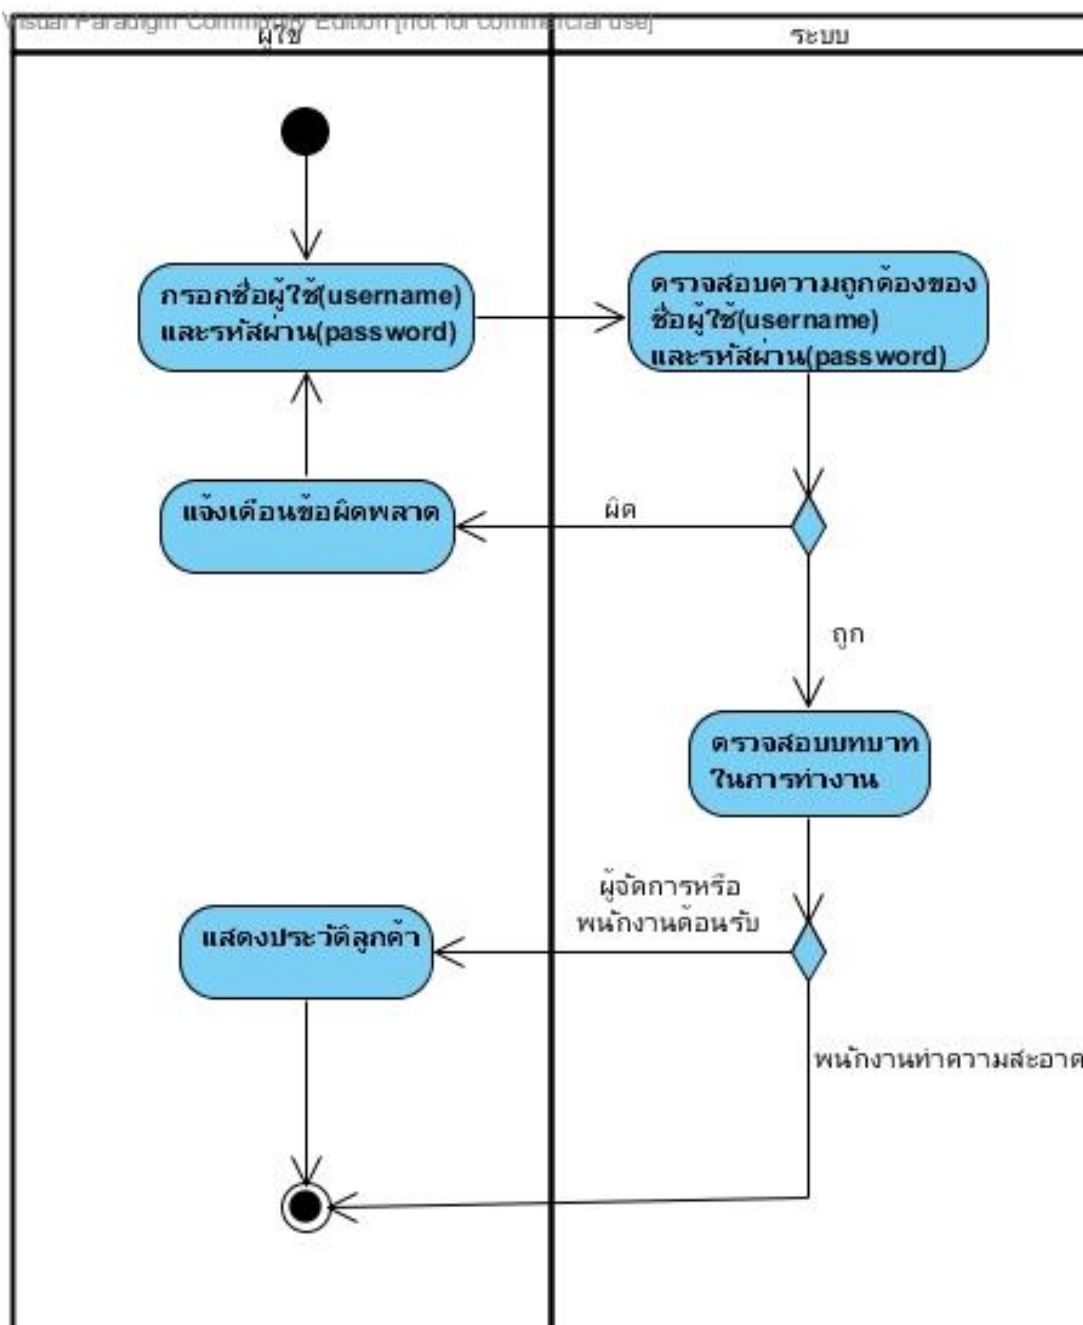 Visual Paradigm Community Edition [not for commercial use]
ผู้ใช้
ระบบ
กรอกชื่อผู้ใช้(username)
และรหัสผ่าน(password)
ตรวจสอบความถูกต้องของ
ชื่อผู้ใช้(username)
และรหัสผ่าน(password)
แจ้งเตือนข้อผิดพลาด
ผิด
ถูก
ตรวจสอบบทบาท
ในการทำงาน
ผู้จัดการหรือ
พนักงานต้อนรับ
แสดงประวัติลูกค้า
พนักงานทำความสะอาด